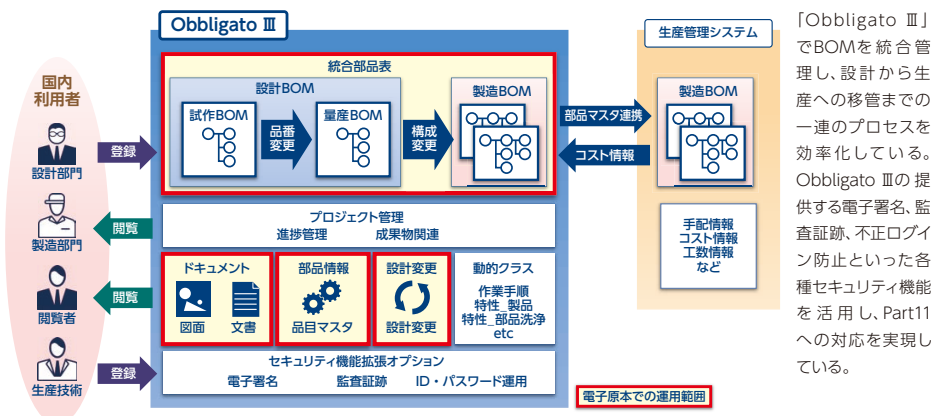 Obbligato Ⅲ
統合部品表
設計BOM
試作BOM
品番
変更
量産BOM
構成
変更
製造BOM
部品マスタ連携
コスト情報
生産管理システム
製造BOM
手配情報
コスト情報
工数情報
など
国内
利用者
設計部門
登録
製造部門
閲覧
閲覧者
閲覧
生産技術
登録
プロジェクト管理
進捗管理 成果物関連
ドキュメント
図面 文書
部品情報
品目マスタ
設計変更
設計変更
動的クラス
作業手順
特性_製品
特性_部品洗浄
etc
セキュリティ機能拡張オプション
電子署名 監査証跡 ID・パスワード運用
電子原本での運用範囲
「Obbligato Ⅲ」
でBOMを統合管
理し、設計から生
産への移管までの
一連のプロセスを
効率化している。
Obbligato Ⅲの提
供する電子署名、監
査証跡、不正ログイ
ン防止といった各
種セキュリティ機能
を活用し、Part11
への対応を実現し
ている。